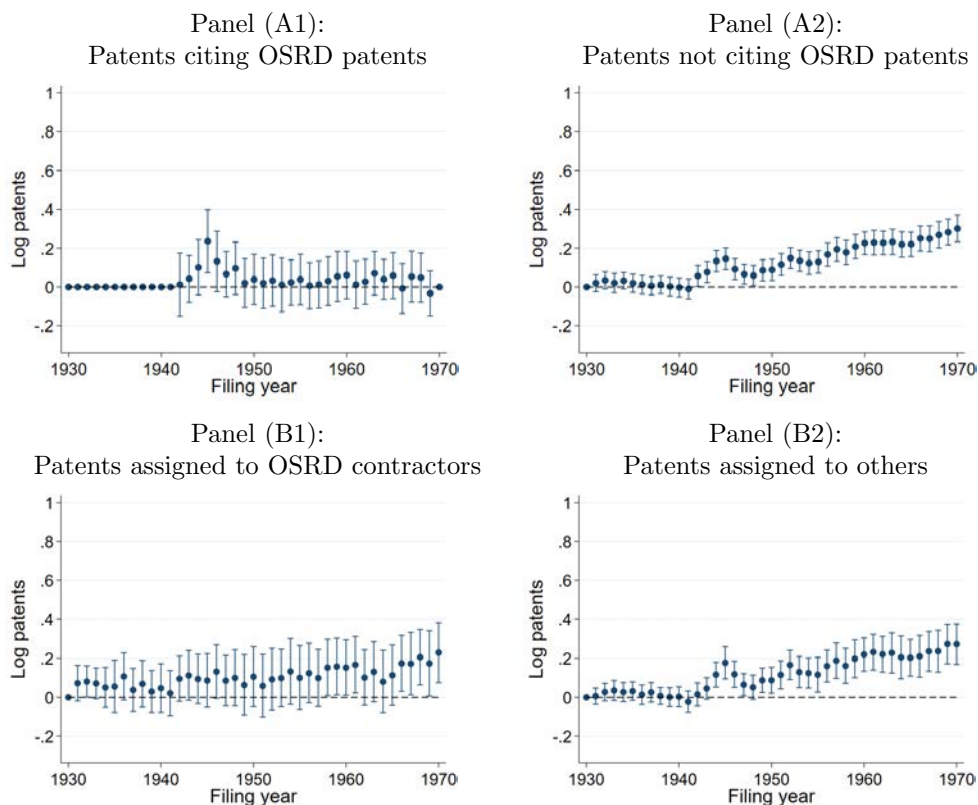 Panel (A1):
Patents citing OSRD patents
1
.8
.6
.4
.2
0
-.2
Log patents
1930 1940 1950 1960 1970
Filing year
Panel (A2):
Patents not citing OSRD patents
1
.8
.6
.4
.2
0
-.2
Log patents
1930 1940 1950 1960 1970
Filing year
Panel (B1):
Patents assigned to OSRD contractors
1
.8
.6
.4
.2
0
-.2
Log patents
1930 1940 1950 1960 1970
Filing year
Panel (B2):
Patents assigned to others
1
.8
.6
.4
.2
0
-.2
Log patents
1930 1940 1950 1960 1970
Filing year